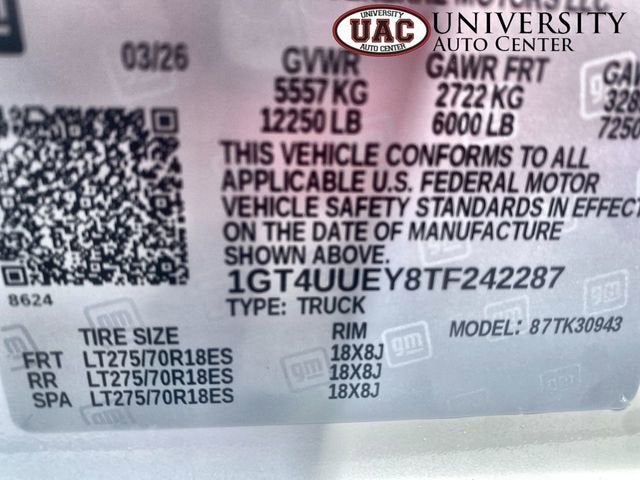 UNIVERSITY
UAC
AUTO CENTER
UNIVERSITY
AUTO CENTER
MOTORS LLC
gm
03/26 GVWR GAWR FRT
5557 KG 2722 KG
12250 LB 6000 LB
THIS VEHICLE CONFORMS TO ALL
APPLICABLE U.S. FEDERAL MOTOR
VEHICLE SAFETY STANDARDS IN EFFECT
ON THE DATE OF MANUFACTURE
SHOWN ABOVE.
8624 1GT4UUEY8TF242287
TYPE: TRUCK
TIRE SIZE RIM MODEL: 87TK30943
FRT LT275/70R18ES 18X8J
RR LT275/70R18ES 18X8J
SPA LT275/70R18ES 18X8J